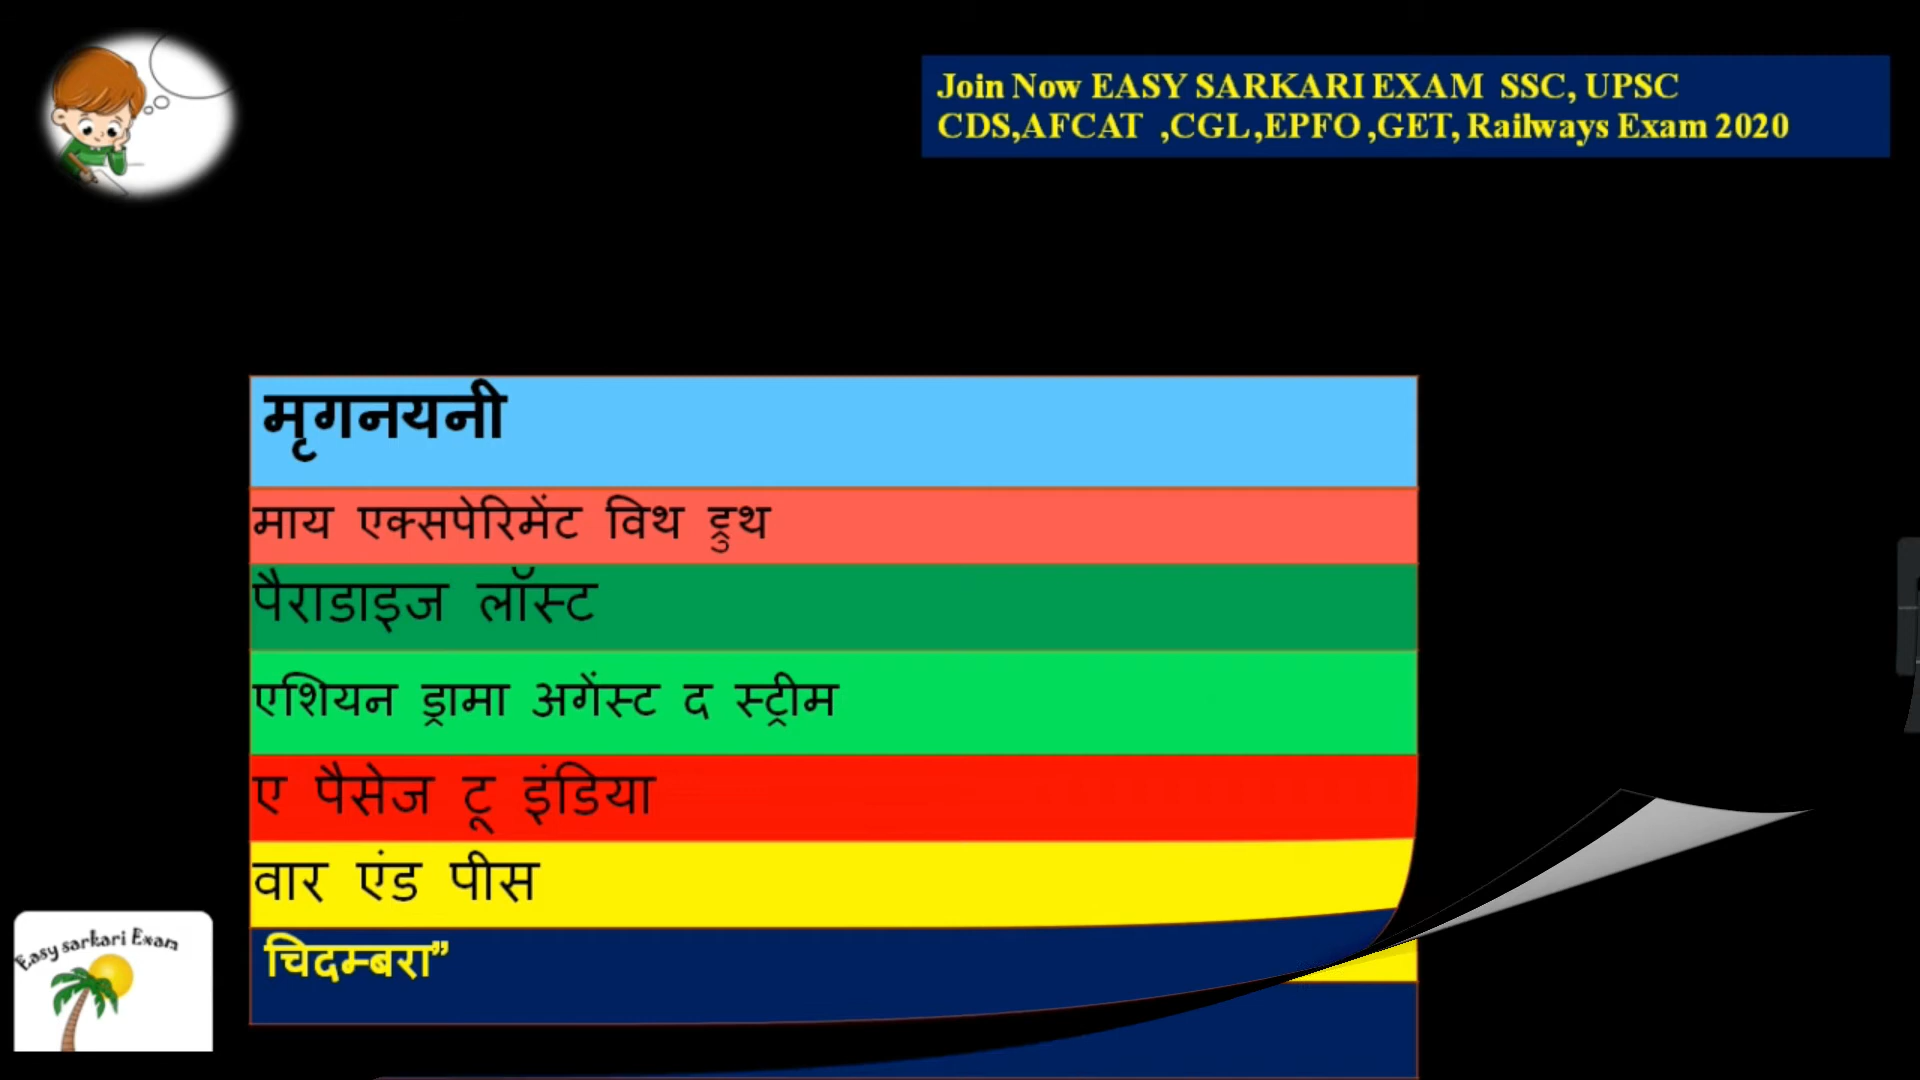 Join Now EASY SARKARI EXAM SSC, UPSC
CDS,AFCAT ,CGL,EPFO,GET, Railways Exam 2020
मृगनयनी
माय एक्सपेरिमेंट विथ ट्रुथ
पैराडाइज लॉस्ट
एशियन ड्रामा अगेंस्ट द स्ट्रीम
ए पैसेज टू इंडिया
वार एंड पीस
चिदम्बरा”
Easy sarkari Exam